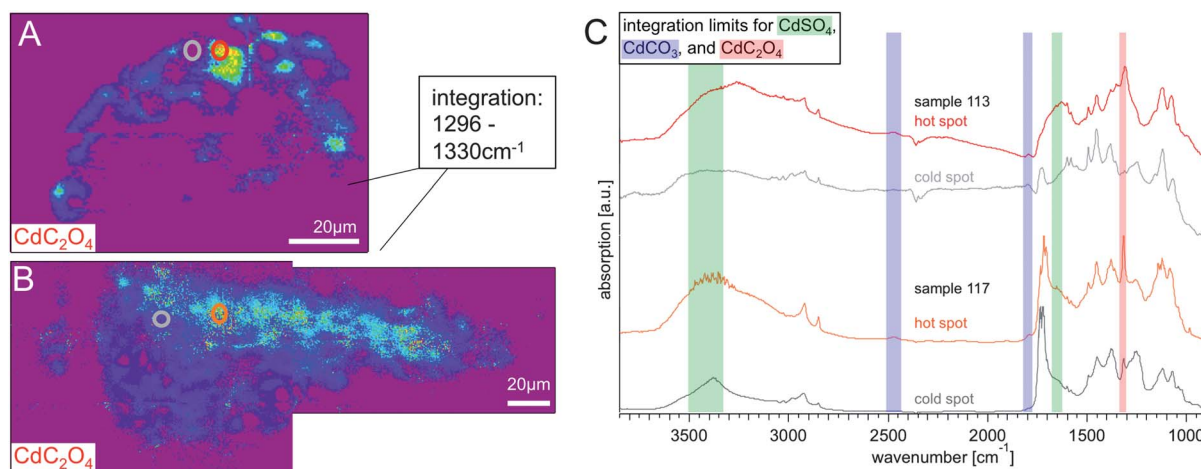 A
CdC₂O₄
20µm
integration:
1296 -
1330cm⁻¹
B
CdC₂O₄
20µm
C
integration limits for CdSO₄,
CdCO₃, and CdC₂O₄
absorption [a.u.]
sample 113
hot spot
cold spot
sample 117
hot spot
cold spot
3500 3000 2500 2000 1500 1000
wavenumber [cm⁻¹]